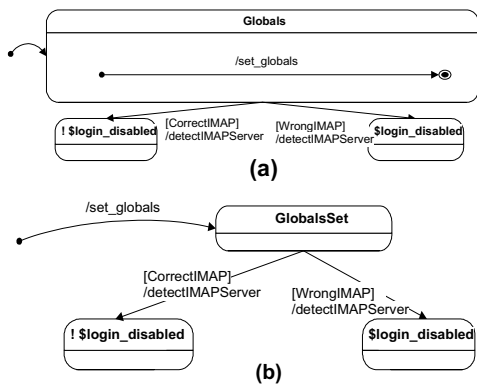 Globals
/set_globals
[CorrectIMAP]
/detectIMAPServer
[WrongIMAP]
/detectIMAPServer
! $login_disabled
$login_disabled
(a)
/set_globals
GlobalsSet
[CorrectIMAP]
/detectIMAPServer
[WrongIMAP]
/detectIMAPServer
! $login_disabled
$login_disabled
(b)